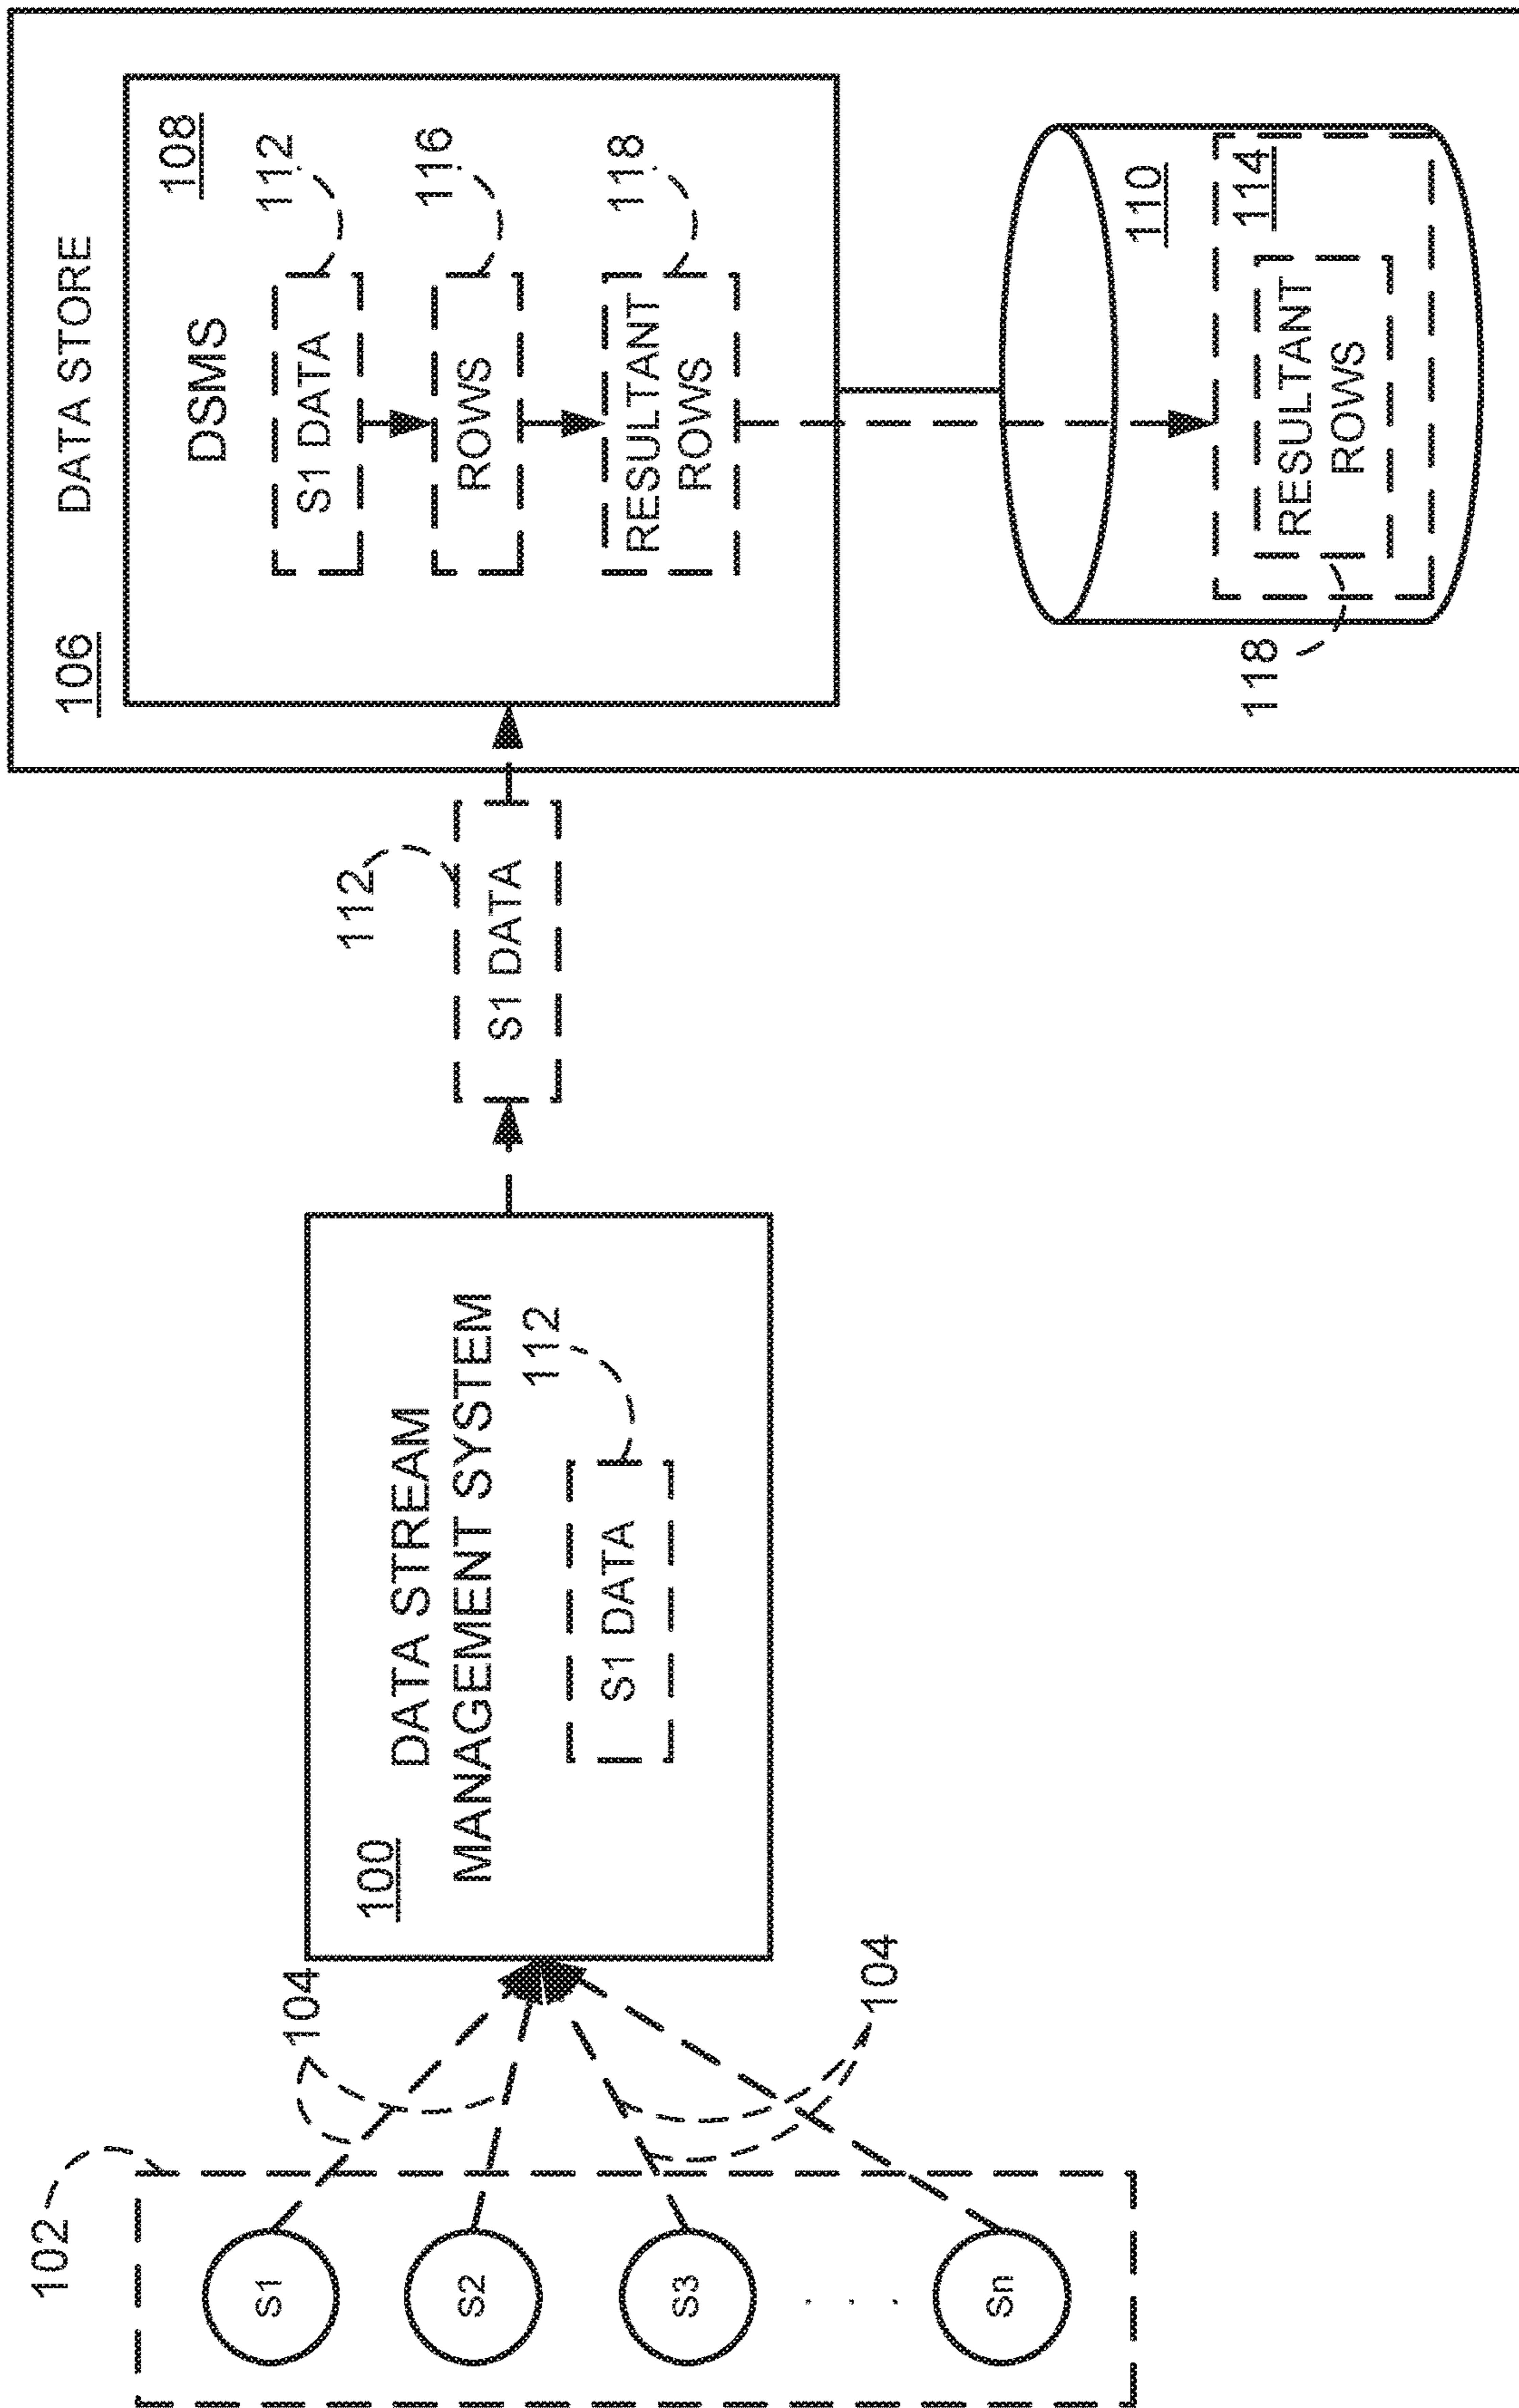 102
S1
S2
S3
. . .
Sn
104
104
100
DATA STREAM
MANAGEMENT SYSTEM
112
S1 DATA
112
S1 DATA
106
DATA STORE
108
DSMS
112
S1 DATA
116
ROWS
118
RESULTANT
ROWS
110
114
RESULTANT
ROWS
118